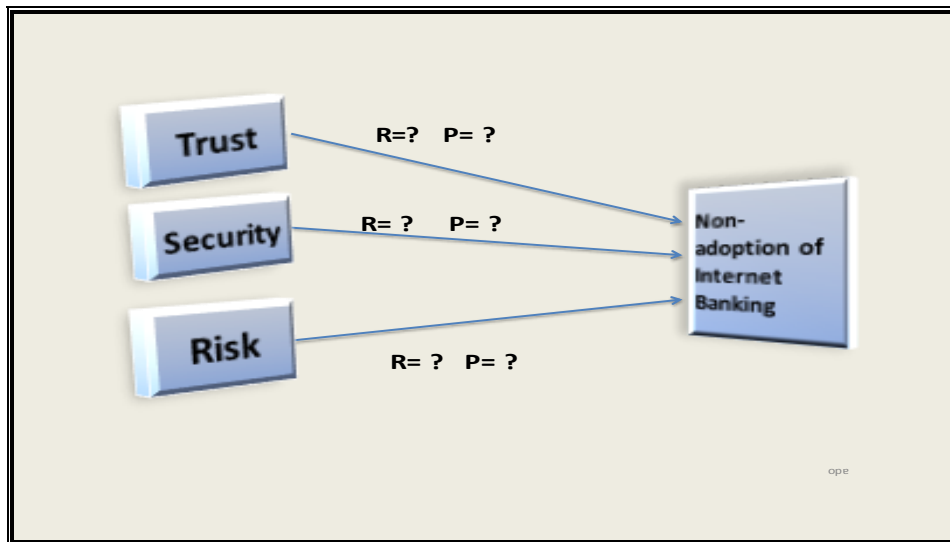 Trust
R=? P= ?
Security
R= ? P= ?
Non-
adoption of
Internet
Banking
Risk
R= ? P= ?
ope